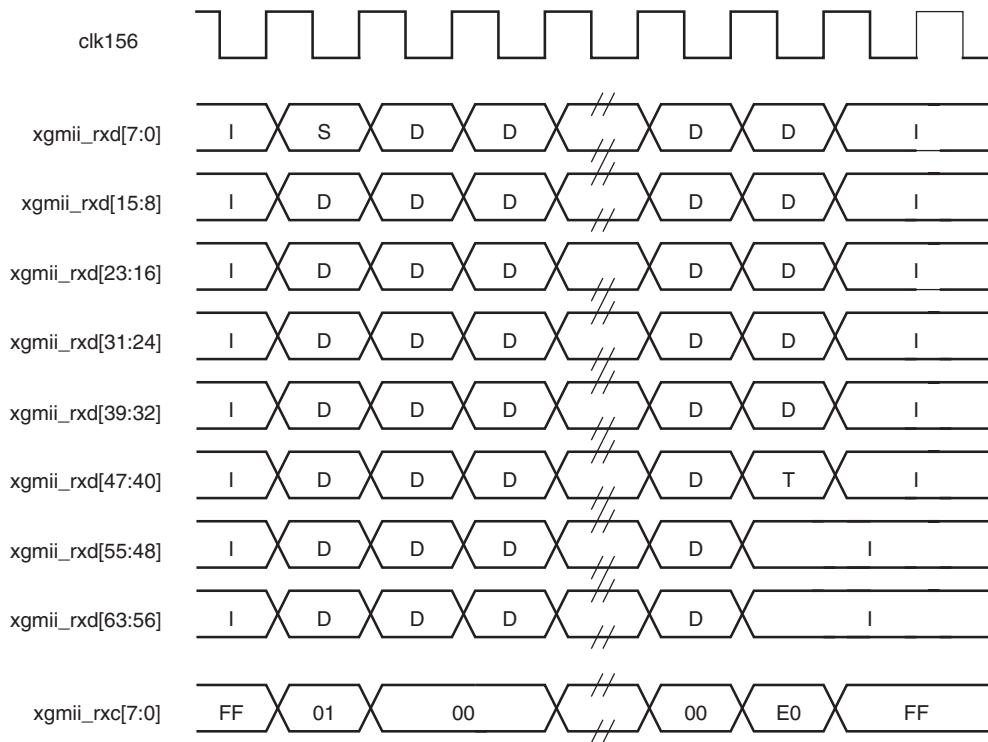 clk156
xgmii_rxd[7:0] I S D D D D I
xgmii_rxd[15:8] I D D D D D I
xgmii_rxd[23:16] I D D D D D I
xgmii_rxd[31:24] I D D D D D I
xgmii_rxd[39:32] I D D D D D I
xgmii_rxd[47:40] I D D D D T I
xgmii_rxd[55:48] I D D D D I
xgmii_rxd[63:56] I D D D D I
xgmii_rxc[7:0] FF 01 00 00 E0 FF